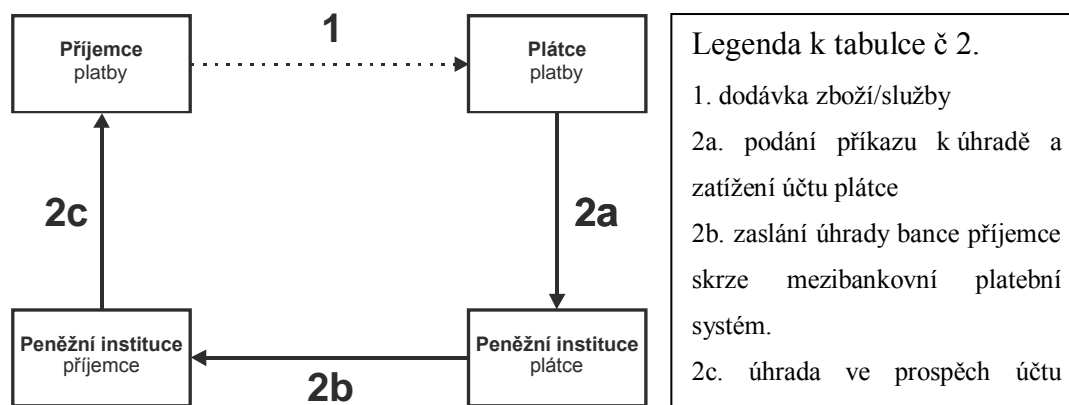 1
Příjemce
platby
Plátce
platby
2c
2a
Peněžní instituce
příjemce
Peněžní instituce
plátce
2b
Legenda k tabulce č 2.
1. dodávka zboží/služby
2a. podání příkazu k úhradě a
zatížení účtu plátce
2b. zaslání úhrady bance příjemce
skrze mezibankovní platební
systém.
2c. úhrada ve prospěch účtu